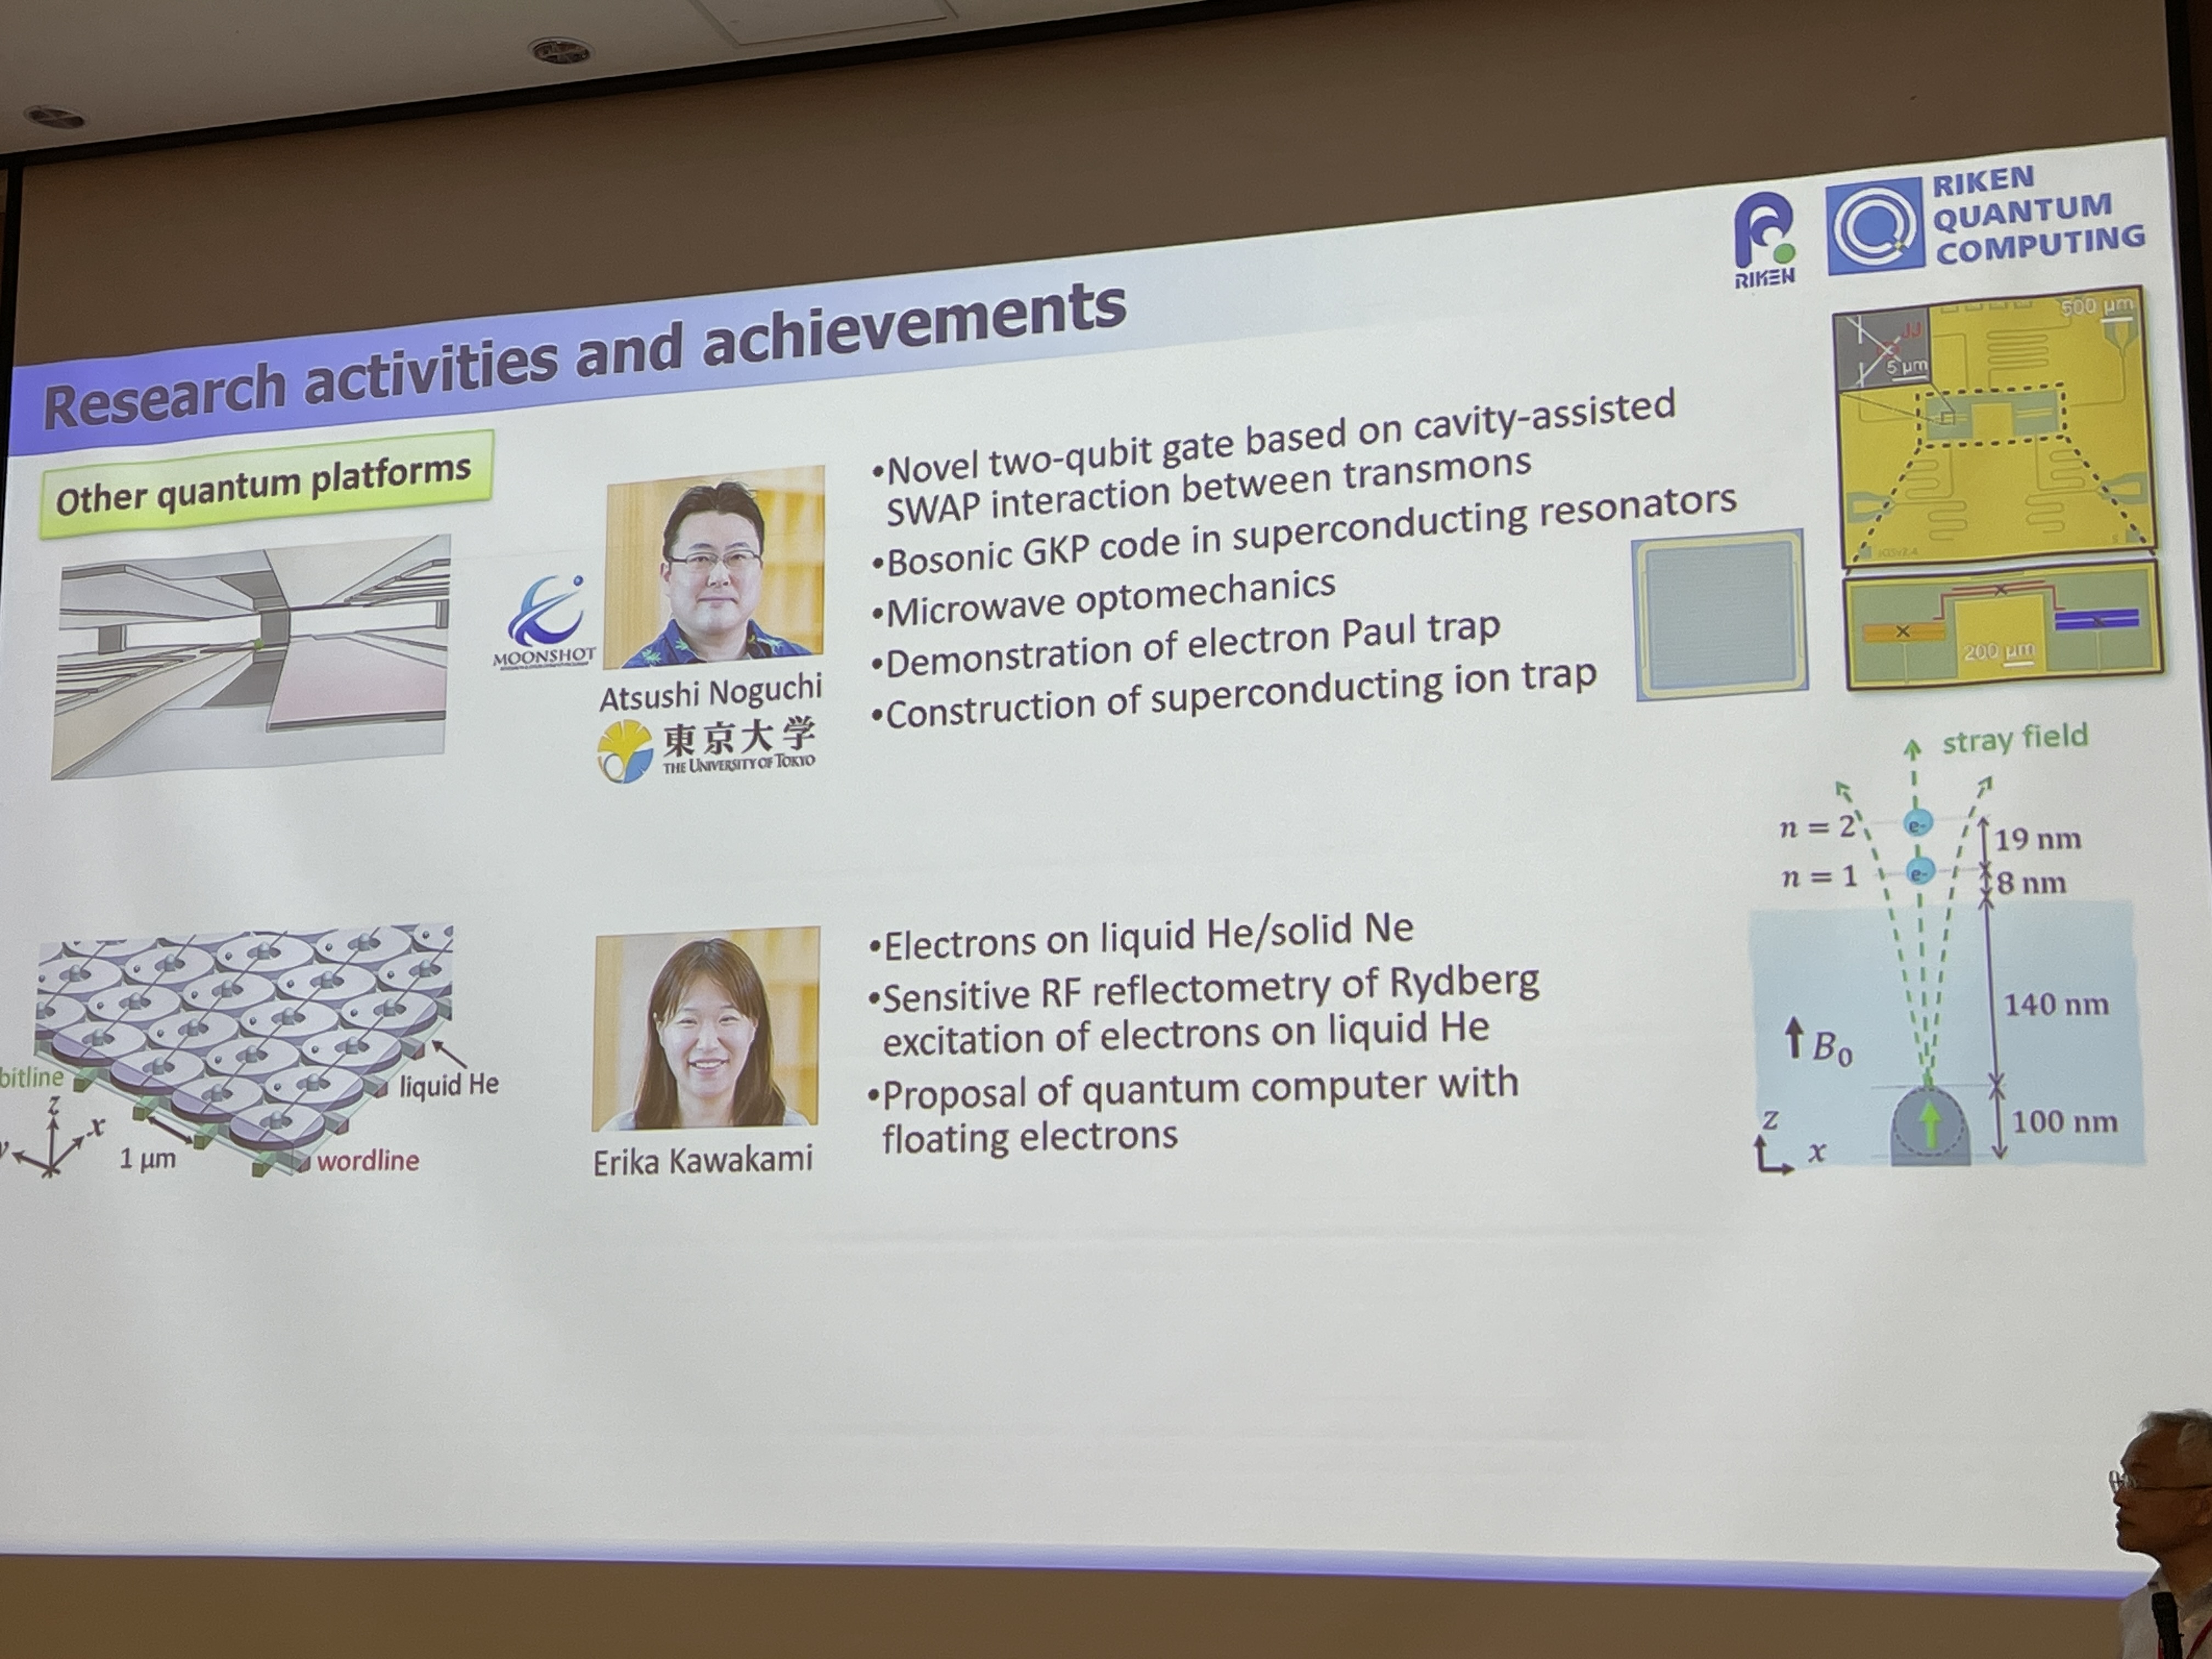 RIKEN
RIKEN
QUANTUM
COMPUTING
Research activities and achievements
Other quantum platforms
MOONSHOT
Atsushi Noguchi
東京大学
THE UNIVERSITY OF TOKYO
•Novel two-qubit gate based on cavity-assisted
SWAP interaction between transmons
•Bosonic GKP code in superconducting resonators
•Microwave optomechanics
•Demonstration of electron Paul trap
•Construction of superconducting ion trap
JJ
5 μm
500 μm
200 μm
bitline
z
x
y
1 μm
wordline
liquid He
Erika Kawakami
•Electrons on liquid He/solid Ne
•Sensitive RF reflectometry of Rydberg
excitation of electrons on liquid He
•Proposal of quantum computer with
floating electrons
stray field
n = 2
e-
19 nm
n = 1
e-
8 nm
140 nm
B₀
100 nm
z
x